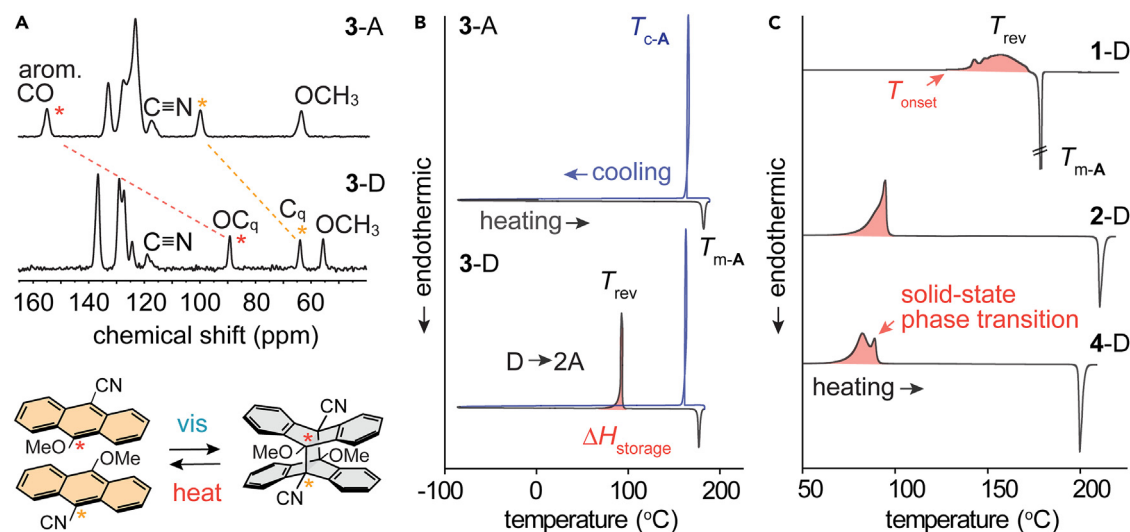 A
3-A
arom.
CO
*
C≡N
*
OCH₃
3-D
C≡N
OCq
*
Cq
*
OCH₃
160
140
120
100
80
60
chemical shift (ppm)
CN
MeO
*
OMe
CN
*
vis
heat
CN
*
MeO
OMe
CN
*
B
3-A
Tc-A
← cooling
heating →
Tm-A
3-D
Trev
D → 2A
ΔHstorage
← endothermic
-100
0
100
200
temperature (°C)
C
Trev
1-D
Tonset
Tm-A
2-D
solid-state
phase transition
4-D
heating →
← endothermic
50
100
150
200
temperature (°C)